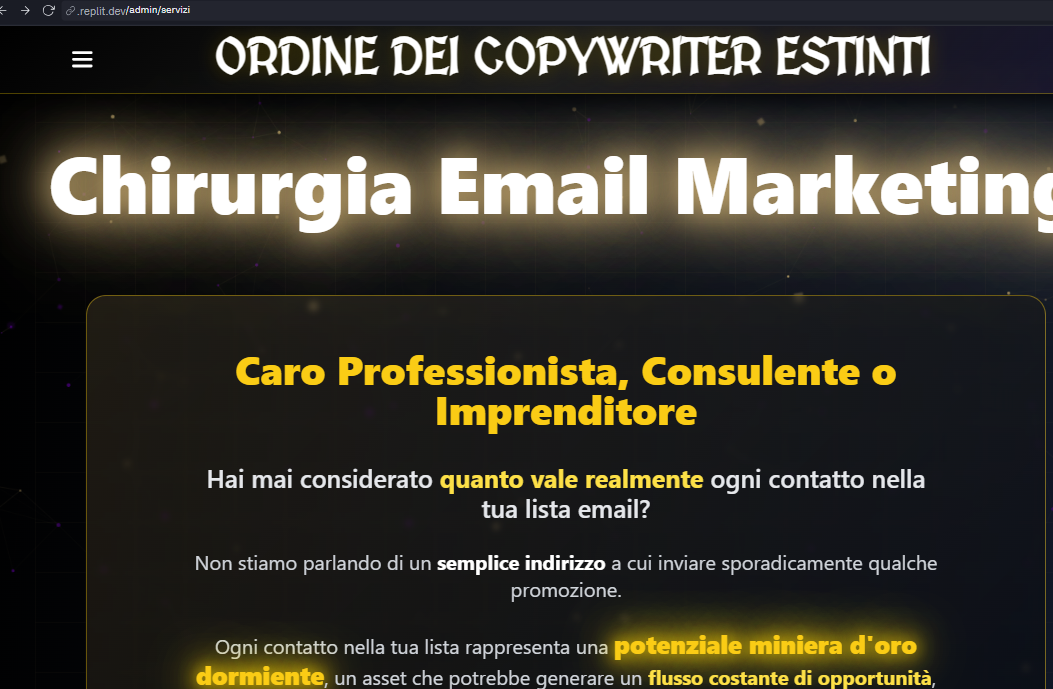 .replit.dev/admin/servizi
ORDINE DEI COPYWRITER ESTINTI
Chirurgia Email Marketing
Caro Professionista, Consulente o
Imprenditore
Hai mai considerato quanto vale realmente ogni contatto nella
tua lista email?
Non stiamo parlando di un semplice indirizzo a cui inviare sporadicamente qualche
promozione.
Ogni contatto nella tua lista rappresenta una potenziale miniera d'oro
dormiente, un asset che potrebbe generare un flusso costante di opportunità,